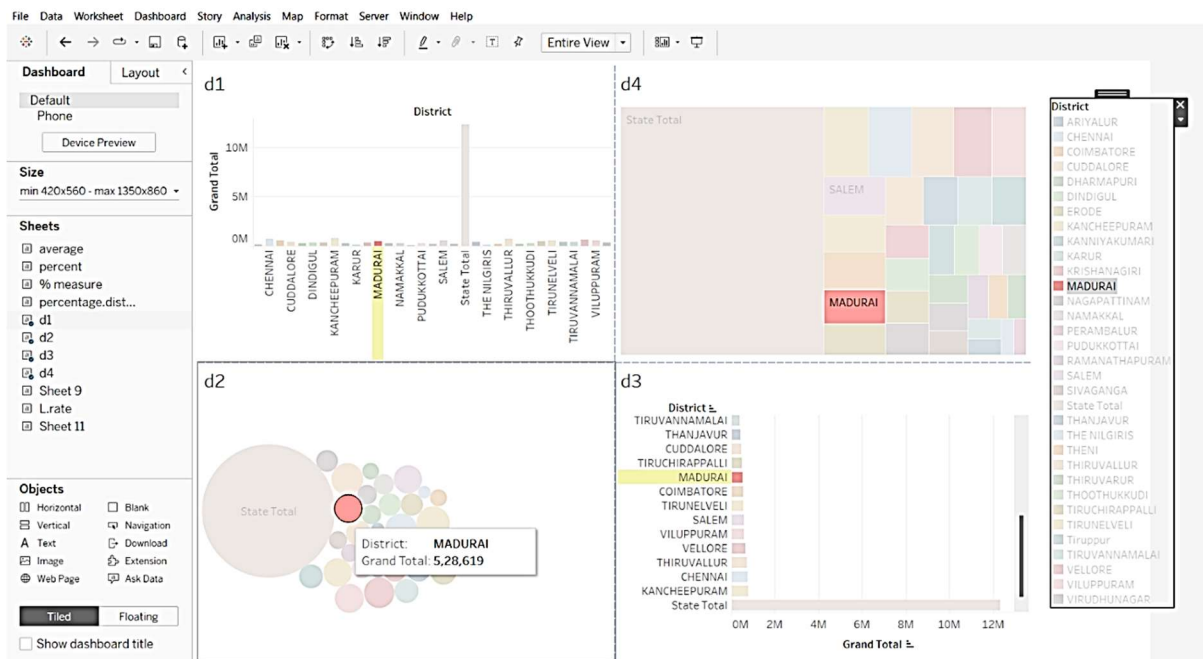 File Data Worksheet Dashboard Story Analysis Map Format Server Window Help
Entire View
Dashboard Layout
Default
Phone
Device Preview
Size
min 420x560 - max 1350x860
Sheets
average
percent
% measure
percentage.dist...
d1
d2
d3
d4
Sheet 9
L.rate
Sheet 11
Objects
Horizontal Blank
Vertical Navigation
Text Download
Image Extension
Web Page Ask Data
Tiled Floating
Show dashboard title
d1
District
Grand Total
10M
5M
0M
CHENNAI
CUDDALORE
DINDIGUL
KANCHEEPURAM
KARUR
MADURAI
NAMAKKAL
PUDUKKOTTAI
SALEM
State Total
THE NILGIRIS
THIRUVALLUR
THOOTHUKKUDI
TIRUNELVELI
TIRUVANNAMALAI
VILUPPURAM
d4
State Total
SALEM
MADURAI
d2
State Total
District: MADURAI
Grand Total: 5,28,619
d3
District
TIRUVANNAMALAI
THANJAVUR
CUDDALORE
TIRUCHIRAPPALLI
MADURAI
COIMBATORE
TIRUNELVELI
SALEM
VILUPPURAM
VELLORE
THIRUVALLUR
CHENNAI
KANCHEEPURAM
State Total
0M 2M 4M 6M 8M 10M 12M
Grand Total
District
ARIYALUR
CHENNAI
COIMBATORE
CUDDALORE
DHARMAPURI
DINDIGUL
ERODE
KANCHEEPURAM
KANNIYAKUMARI
KARUR
KRISHANAGIRI
MADURAI
NAGAPATTINAM
NAMAKKAL
PERAMBALUR
PUDUKKOTTAI
RAMANATHAPURAM
SALEM
SIVAGANGA
State Total
THANJAVUR
THE NILGIRIS
THENI
THIRUVALLUR
THIRUVARUR
THOOTHUKKUDI
TIRUCHIRAPPALLI
TIRUNELVELI
Tiruppur
TIRUVANNAMALAI
VELLORE
VILUPPURAM
VIRUDHUNAGAR